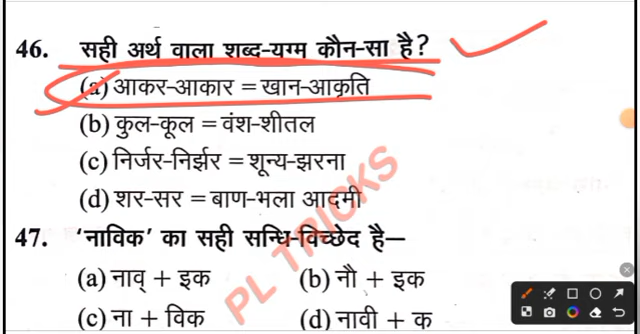 46. सही अर्थ वाला शब्द-यग्म कौन-सा है?
(a) आकर-आकार = खान-आकृति
(b) कुल-कूल = वंश-शीतल
(c) निर्जर-निर्झर = शून्य-झरना
(d) शर-सर = बाण-भला आदमी
47. 'नाविक' का सही सन्धि-विच्छेद है—
(a) नाव् + इक (b) नौ + इक
(c) ना + विक (d) नावी + क
PL TRICKS